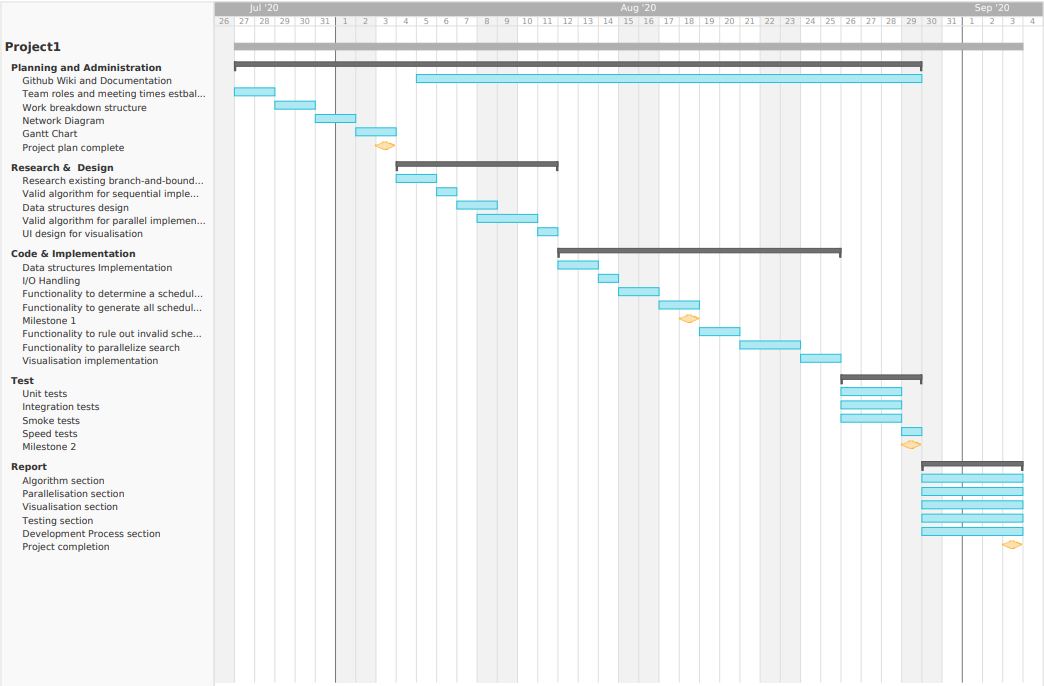 Jul '20 Aug '20 Sep '20
26 27 28 29 30 31 1 2 3 4 5 6 7 8 9 10 11 12 13 14 15 16 17 18 19 20 21 22 23 24 25 26 27 28 29 30 31 1 2 3 4
Project1
Planning and Administration
Github Wiki and Documentation
Team roles and meeting times estbal...
Work breakdown structure
Network Diagram
Gantt Chart
Project plan complete
Research & Design
Research existing branch-and-bound...
Valid algorithm for sequential imple...
Data structures design
Valid algorithm for parallel implemen...
UI design for visualisation
Code & Implementation
Data structures Implementation
I/O Handling
Functionality to determine a schedul...
Functionality to generate all schedul...
Milestone 1
Functionality to rule out invalid sche...
Functionality to parallelize search
Visualisation implementation
Test
Unit tests
Integration tests
Smoke tests
Speed tests
Milestone 2
Report
Algorithm section
Parallelisation section
Visualisation section
Testing section
Development Process section
Project completion